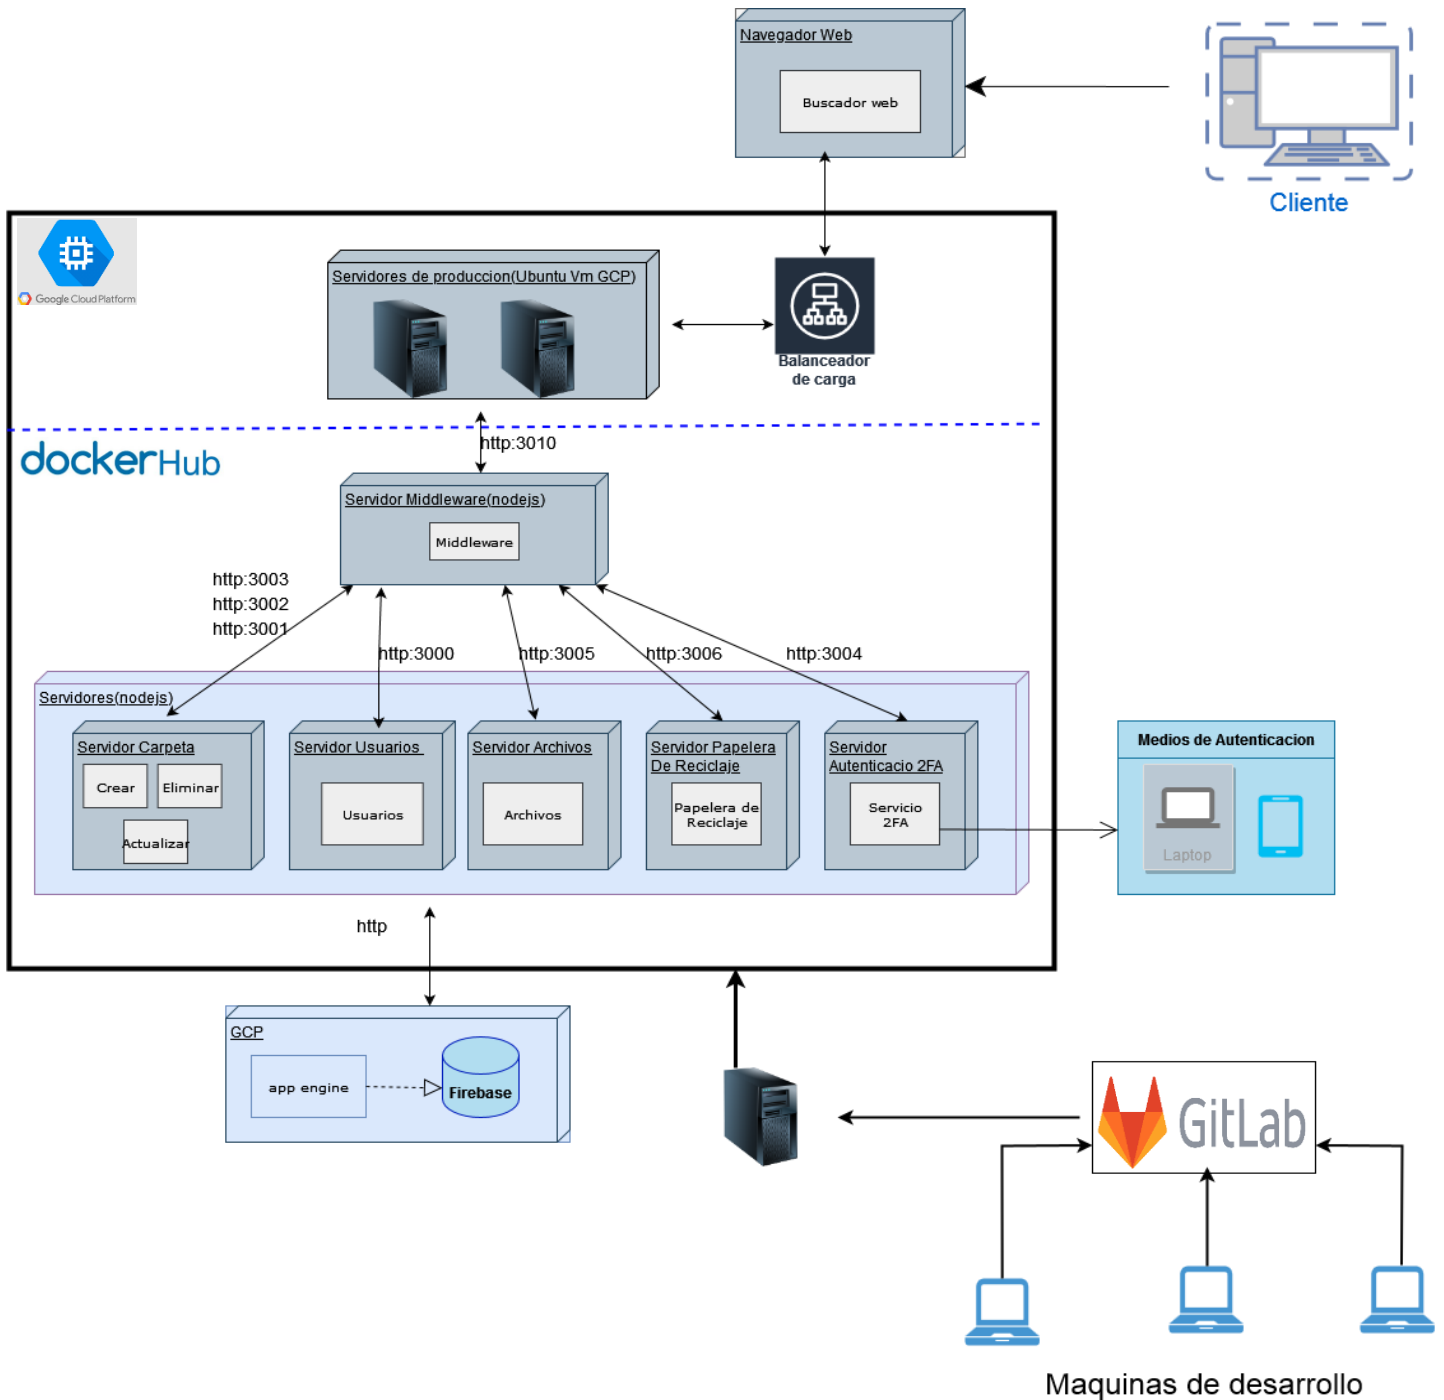 Navegador Web
Buscador web
Cliente
Google Cloud Platform
Servidores de produccion(Ubuntu Vm GCP)
Balanceador
de carga
dockerHub
http:3010
Servidor Middleware(nodejs)
Middleware
http:3003
http:3002
http:3001
http:3000
http:3005
http:3006
http:3004
Servidores(nodejs)
Servidor Carpeta
Crear
Eliminar
Actualizar
Servidor Usuarios
Usuarios
Servidor Archivos
Archivos
Servidor Papelera
De Reciclaje
Papelera de
Reciclaje
Servidor
Autenticacio 2FA
Servicio
2FA
Medios de Autenticacion
Laptop
http
GCP
app engine
Firebase
GitLab
Maquinas de desarrollo